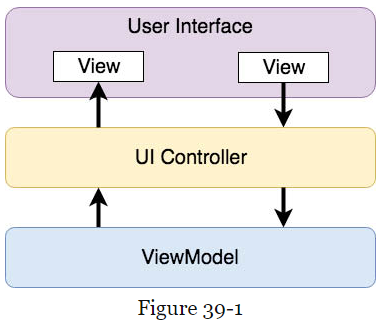 User Interface
View View
UI Controller
ViewModel
Figure 39-1